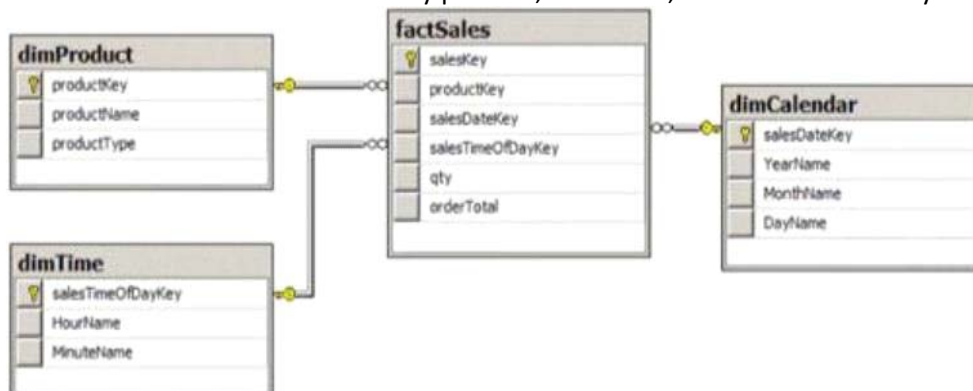 dimProduct
productKey
productName
productType
factSales
salesKey
productKey
salesDateKey
salesTimeOfDayKey
qty
orderTotal
dimCalendar
salesDateKey
YearName
MonthName
DayName
dimTime
salesTimeOfDayKey
HourName
MinuteName